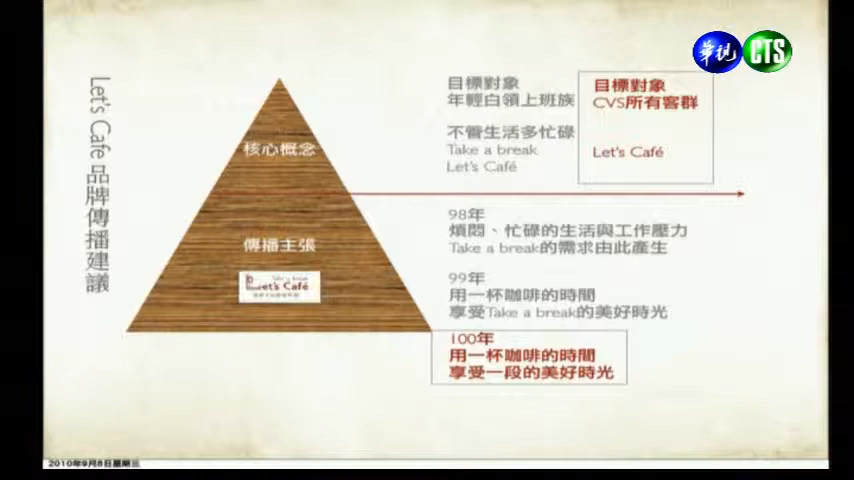 華視 CTS
Let's Café 品牌傳播建議
核心概念
傳播主張
Take a break
Let's Café
目標對象
年輕白領上班族
不管生活多忙碌
Take a break
Let's Café
目標對象
CVS所有客群
Let's Café
98年
煩悶、忙碌的生活與工作壓力
Take a break的需求由此產生
99年
用一杯咖啡的時間
享受Take a break的美好時光
100年
用一杯咖啡的時間
享受一段的美好時光
2010年9月8日星期三